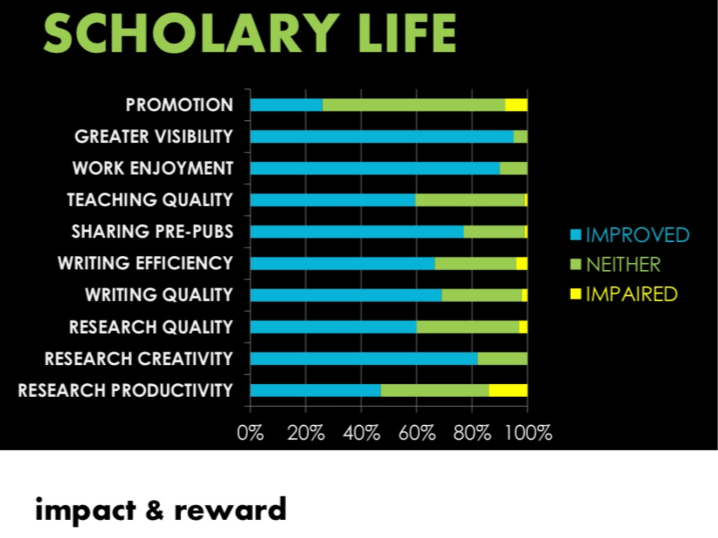 SCHOLARY LIFE
PROMOTION
GREATER VISIBILITY
WORK ENJOYMENT
TEACHING QUALITY
SHARING PRE-PUBS
WRITING EFFICIENCY
WRITING QUALITY
RESEARCH QUALITY
RESEARCH CREATIVITY
RESEARCH PRODUCTIVITY
0% 20% 40% 60% 80% 100%
IMPROVED
NEITHER
IMPAIRED
impact & reward